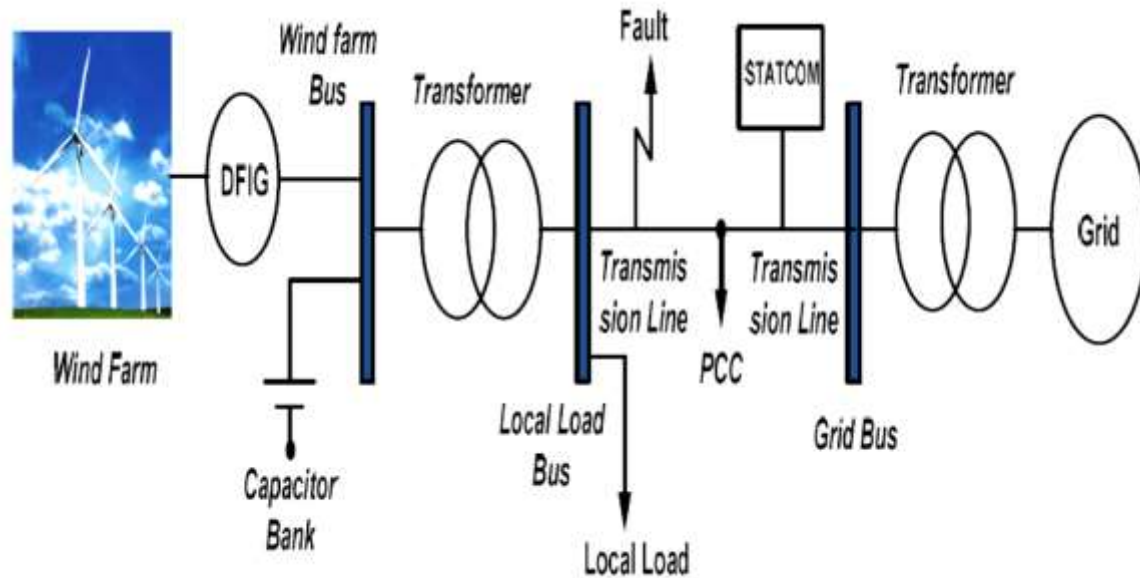 Wind farm
Bus
Transformer
Fault
STATCOM
Transformer
DFIG
Grid
Transmis
sion Line
Transmis
sion Line
PCC
Wind Farm
Local Load
Bus
Grid Bus
Capacitor
Bank
Local Load